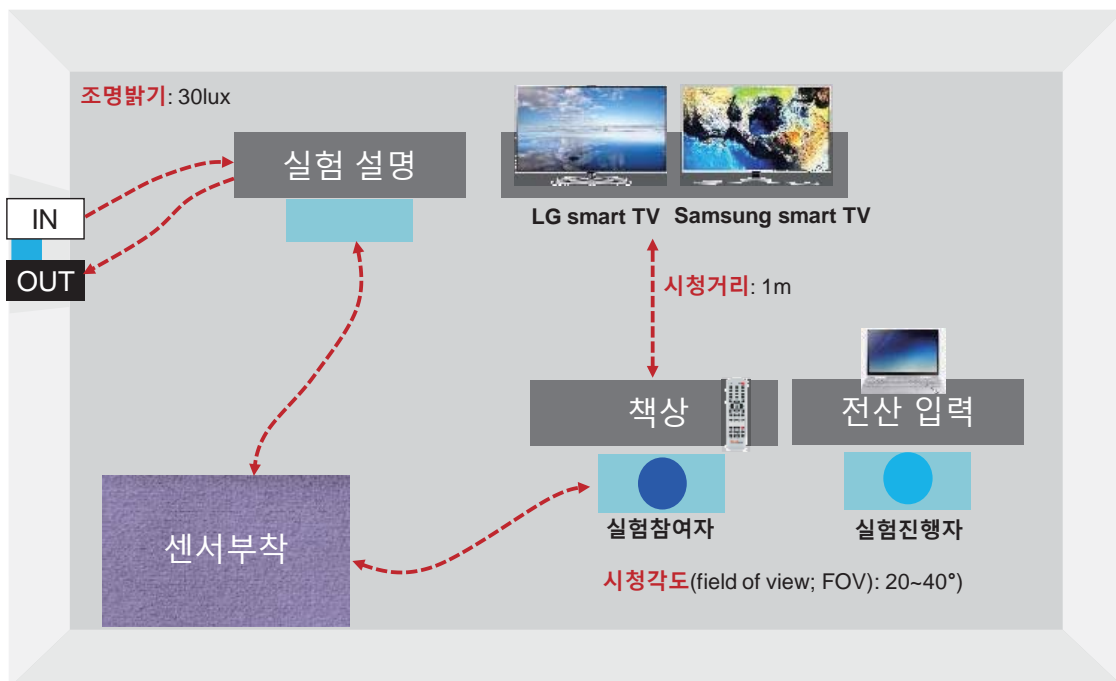 조명밝기: 30lux
실험 설명
IN
OUT
LG smart TV
Samsung smart TV
시청거리: 1m
책상
전산 입력
실험참여자
실험진행자
센서부착
시청각도(field of view; FOV): 20~40°)